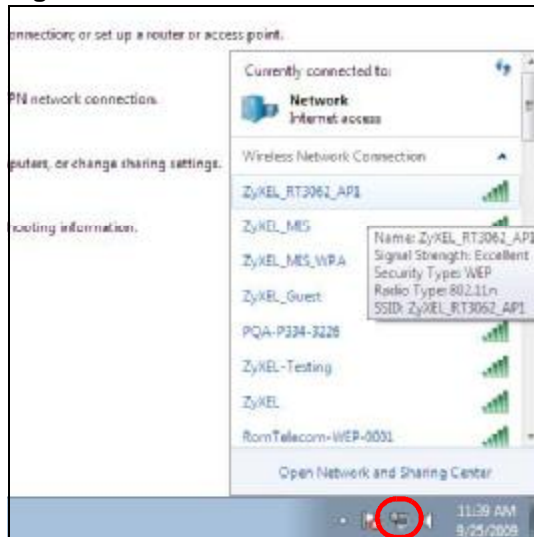 onnection; or set up a router or access point.
PN network connection.
puters, or change sharing settings.
hooting information.
Currently connected to:
Network
Internet access
Wireless Network Connection
ZyXEL_RT3062_AP1
ZyXEL_MIS
ZyXEL_MIS_WPA
ZyXEL_Guest
PQA-P334-3226
ZyXEL-Testing
ZyXEL
RomTelecom-WEP-0001
Name: ZyXEL_RT3062_AP1
Signal Strength: Excellent
Security Type: WEP
Radio Type: 802.11n
SSID: ZyXEL_RT3062_AP1
Open Network and Sharing Center
11:39 AM
9/25/2009